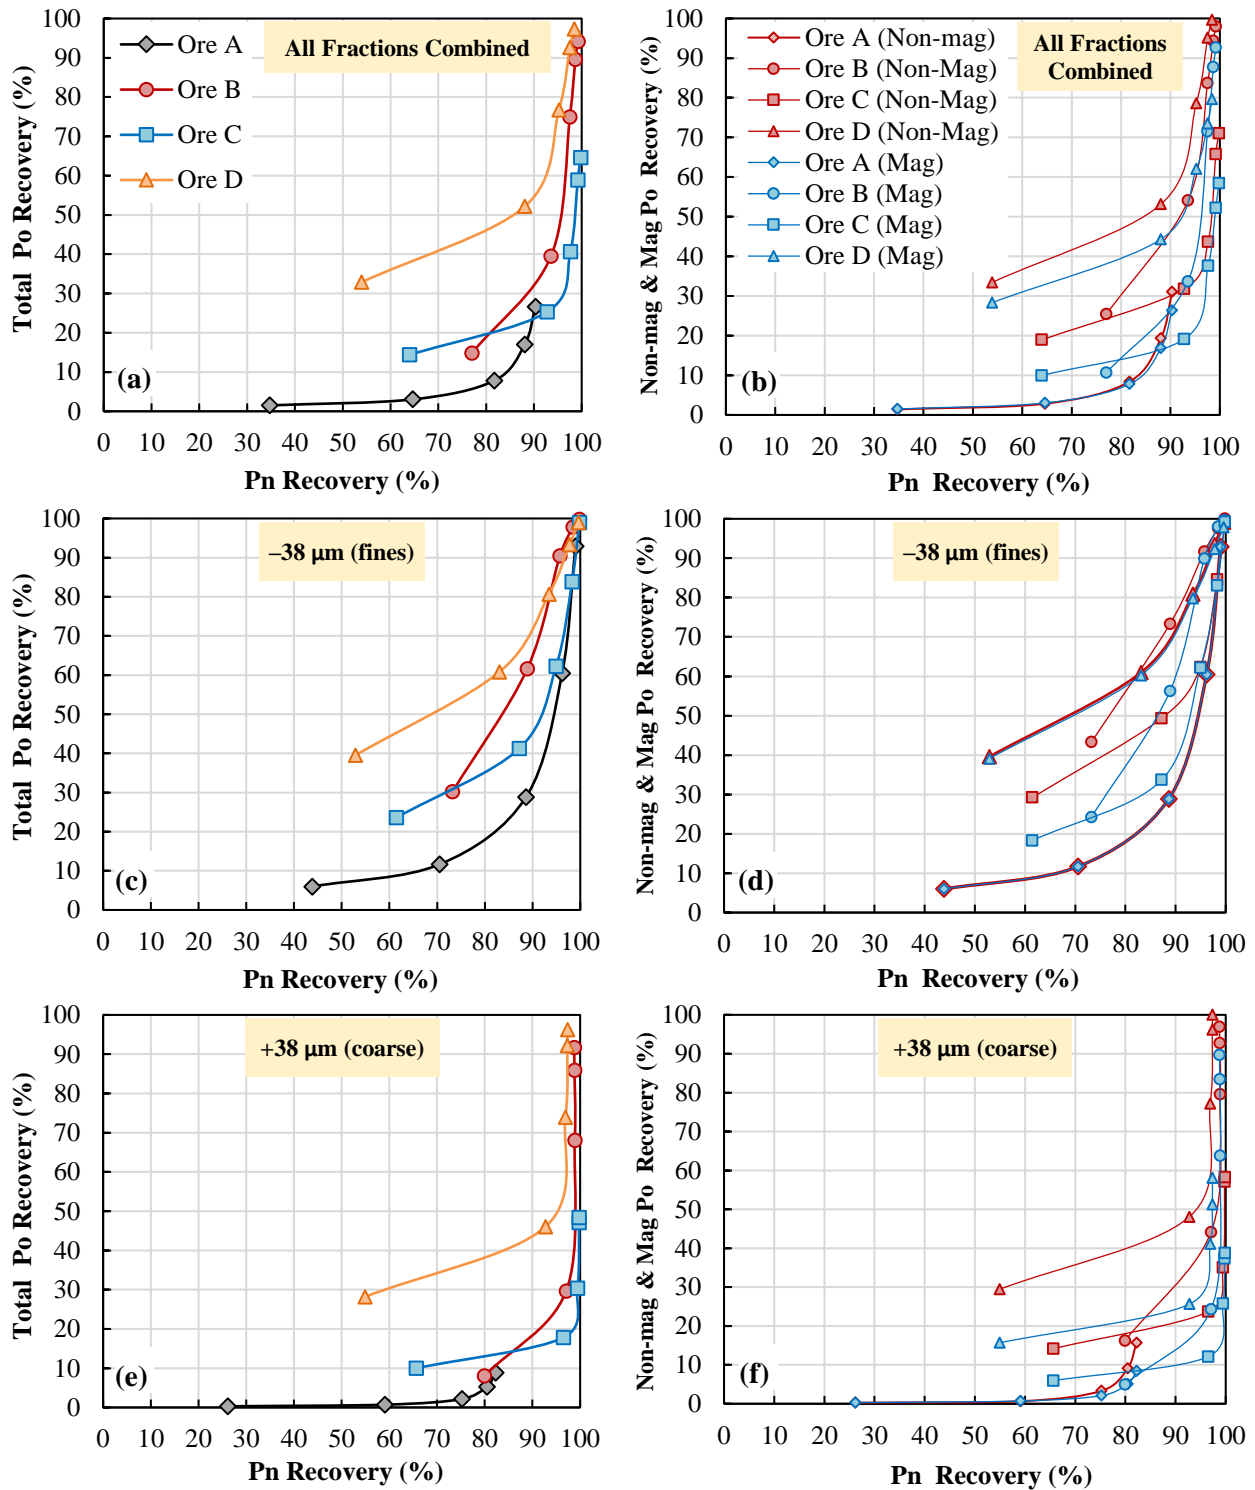 Total Po Recovery (%)
100
90
80
70
60
50
40
30
20
10
0
Ore A
Ore B
Ore C
Ore D
All Fractions Combined
(a)
0 10 20 30 40 50 60 70 80 90 100
Pn Recovery (%)
Non-mag & Mag Po Recovery (%)
100
90
80
70
60
50
40
30
20
10
0
Ore A (Non-mag)
Ore B (Non-Mag)
Ore C (Non-Mag)
Ore D (Non-Mag)
Ore A (Mag)
Ore B (Mag)
Ore C (Mag)
Ore D (Mag)
All Fractions
Combined
(b)
0 10 20 30 40 50 60 70 80 90 100
Pn Recovery (%)
Total Po Recovery (%)
100
90
80
70
60
50
40
30
20
10
0
–38 µm (fines)
(c)
0 10 20 30 40 50 60 70 80 90 100
Pn Recovery (%)
Non-mag & Mag Po Recovery (%)
100
90
80
70
60
50
40
30
20
10
0
–38 µm (fines)
(d)
0 10 20 30 40 50 60 70 80 90 100
Pn Recovery (%)
Total Po Recovery (%)
100
90
80
70
60
50
40
30
20
10
0
+38 µm (coarse)
(e)
0 10 20 30 40 50 60 70 80 90 100
Pn Recovery (%)
Non-mag & Mag Po Recovery (%)
100
90
80
70
60
50
40
30
20
10
0
+38 µm (coarse)
(f)
0 10 20 30 40 50 60 70 80 90 100
Pn Recovery (%)